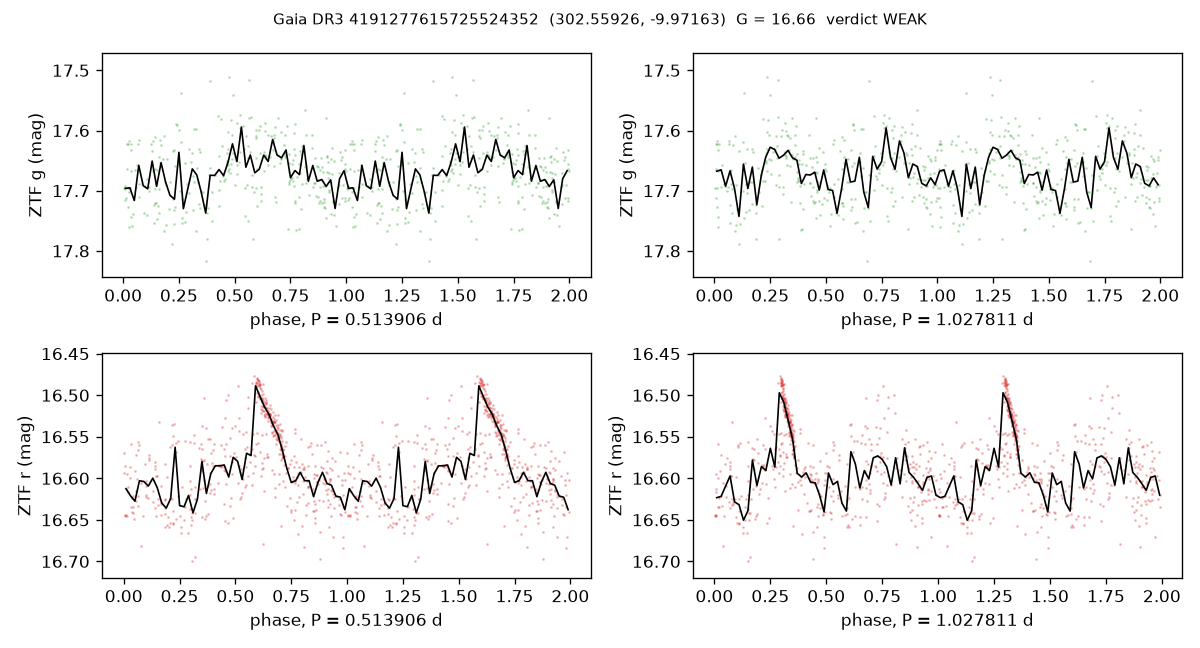 Gaia DR3 4191277615725524352 (302.55926, -9.97163) G = 16.66 verdict WEAK
ZTF g (mag)
17.5
17.6
17.7
17.8
0.00 0.25 0.50 0.75 1.00 1.25 1.50 1.75 2.00
phase, P = 0.513906 d
ZTF g (mag)
17.5
17.6
17.7
17.8
0.00 0.25 0.50 0.75 1.00 1.25 1.50 1.75 2.00
phase, P = 1.027811 d
ZTF r (mag)
16.45
16.50
16.55
16.60
16.65
16.70
0.00 0.25 0.50 0.75 1.00 1.25 1.50 1.75 2.00
phase, P = 0.513906 d
ZTF r (mag)
16.45
16.50
16.55
16.60
16.65
16.70
0.00 0.25 0.50 0.75 1.00 1.25 1.50 1.75 2.00
phase, P = 1.027811 d